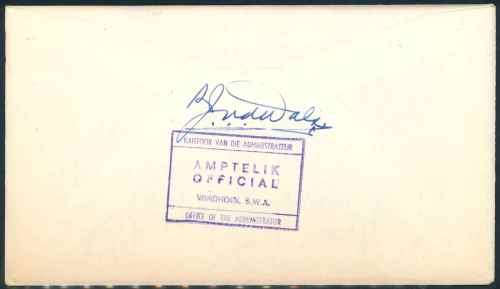 KANTOOR VAN DIE ADMINISTRATEUR
AMPTELIK
OFFICIAL
WINDHOEK, S.W.A.
OFFICE OF THE ADMINISTRATOR